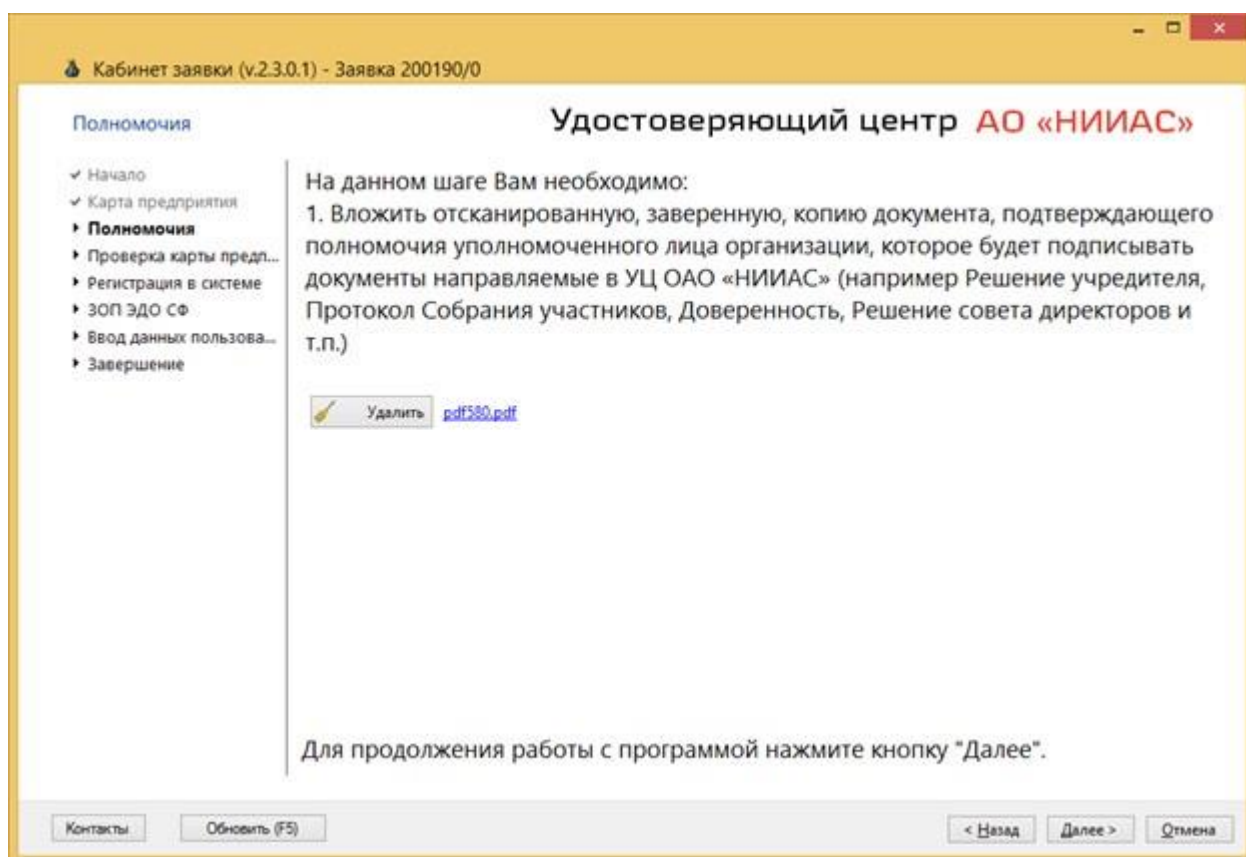 Кабинет заявки (v.2.3.0.1) - Заявка 200190/0
Полномочия
Удостоверяющий центр АО «НИИАС»
Начало
Карта предприятия
Полномочия
Проверка карты предп...
Регистрация в системе
ЗОП ЭДО СФ
Ввод данных пользова...
Завершение
На данном шаге Вам необходимо:
1. Вложить отсканированную, заверенную, копию документа, подтверждающего
полномочия уполномоченного лица организации, которое будет подписывать
документы направляемые в УЦ ОАО «НИИАС» (например Решение учредителя,
Протокол Собрания участников, Доверенность, Решение совета директоров и
т.п.)
Удалить pdf580.pdf
Для продолжения работы с программой нажмите кнопку "Далее".
Контакты Обновить (F5) < Назад Далее > Отмена